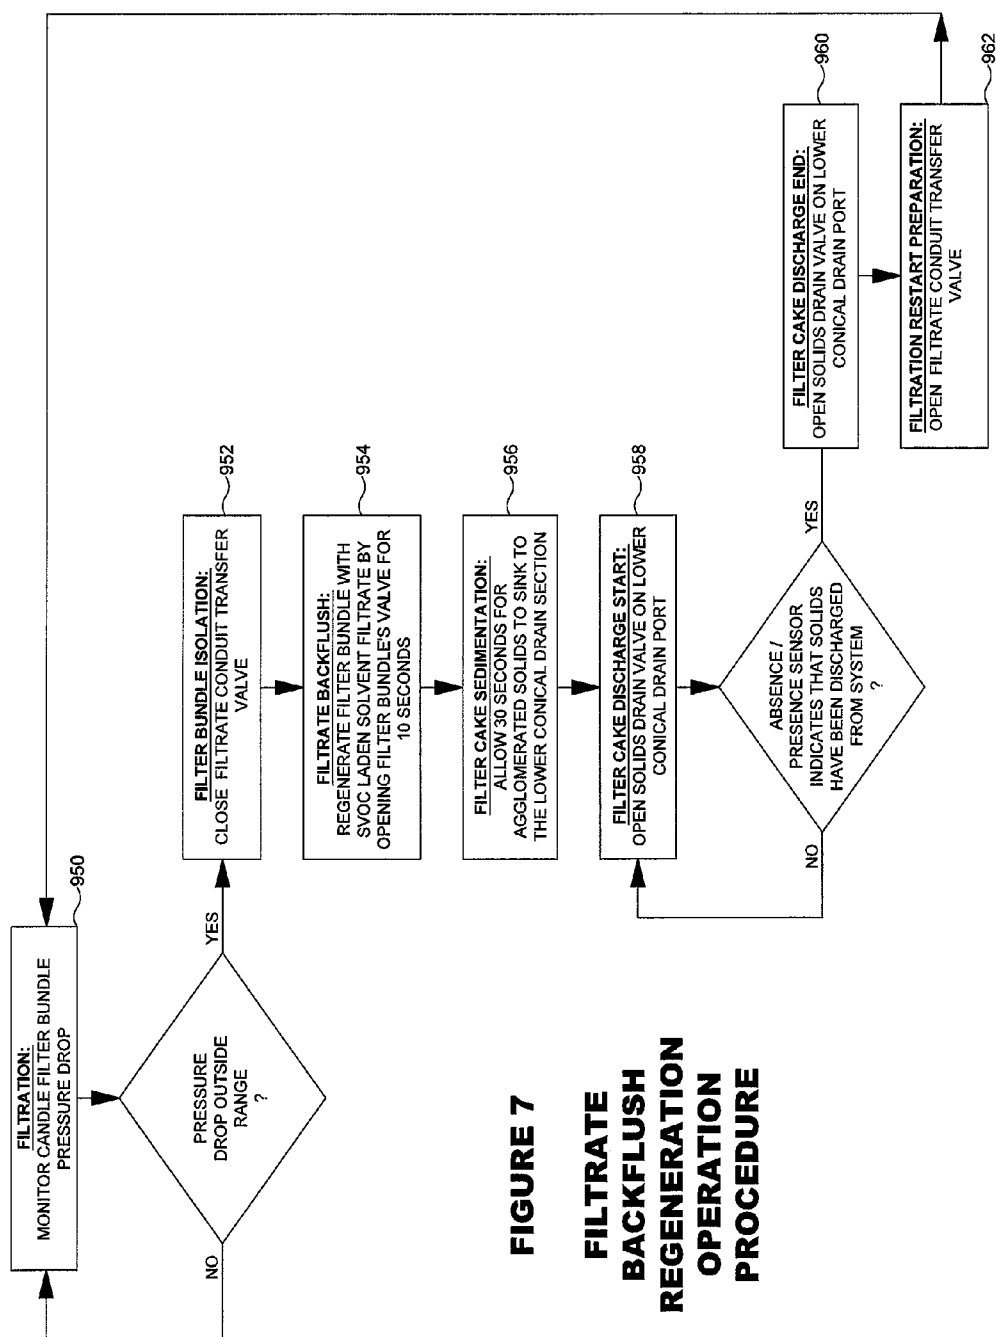 FILTRATION:
MONITOR CANDLE FILTER BUNDLE
PRESSURE DROP
950
PRESSURE
DROP OUTSIDE
RANGE
?
NO
YES
FILTER BUNDLE ISOLATION:
CLOSE FILTRATE CONDUIT TRANSFER
VALVE
952
FILTRATE BACKFLUSH:
REGENERATE FILTER BUNDLE WITH
SVOC LADEN SOLVENT FILTRATE BY
OPENING FILTER BUNDLE'S VALVE FOR
10 SECONDS
954
FILTER CAKE SEDIMENTATION:
ALLOW 30 SECONDS FOR
AGGLOMERATED SOLIDS TO SINK TO
THE LOWER CONICAL DRAIN SECTION
956
FILTER CAKE DISCHARGE START:
OPEN SOLIDS DRAIN VALVE ON LOWER
CONICAL DRAIN PORT
958
ABSENCE /
PRESENCE SENSOR
INDICATES THAT SOLIDS
HAVE BEEN DISCHARGED
FROM SYSTEM
?
NO
YES
FILTER CAKE DISCHARGE END:
OPEN SOLIDS DRAIN VALVE ON LOWER
CONICAL DRAIN PORT
960
FILTRATION RESTART PREPARATION:
OPEN FILTRATE CONDUIT TRANSFER
VALVE
962
FIGURE 7
FILTRATE
BACKFLUSH
REGENERATION
OPERATION
PROCEDURE